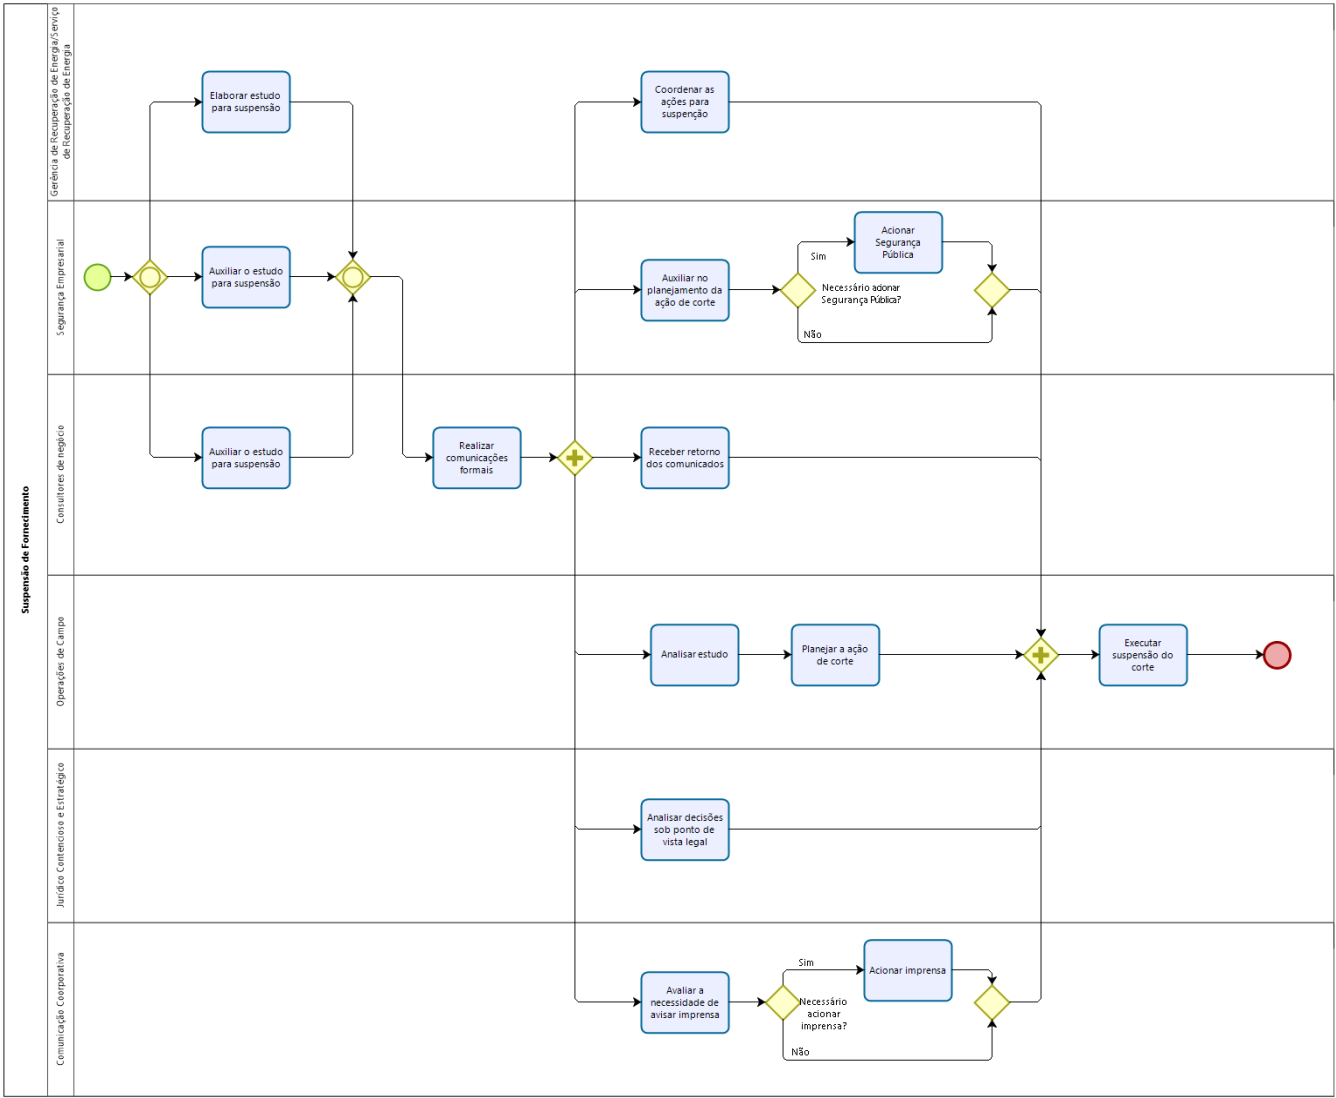 Suspensão de Fornecimento
Gerência de Recuperação de Energia/Serviço
de Recuperação de Energia
Elaborar estudo
para suspensão
Coordenar as
ações para
suspenção
Segurança Empresarial
Auxiliar o estudo
para suspensão
Auxiliar no
planejamento da
ação de corte
Sim
Acionar
Segurança
Pública
Necessário acionar
Segurança Pública?
Não
Consultores de negócio
Auxiliar o estudo
para suspensão
Realizar
comunicações
formais
Receber retorno
dos comunicados
Operações de Campo
Analisar estudo
Planejar a ação
de corte
Executar
suspensão do
corte
Jurídico Contencioso e Estratégico
Analisar decisões
sob ponto de
vista legal
Comunicação Coorporativa
Avaliar a
necessidade de
avisar imprensa
Sim
Acionar imprensa
Necessário
acionar
imprensa?
Não